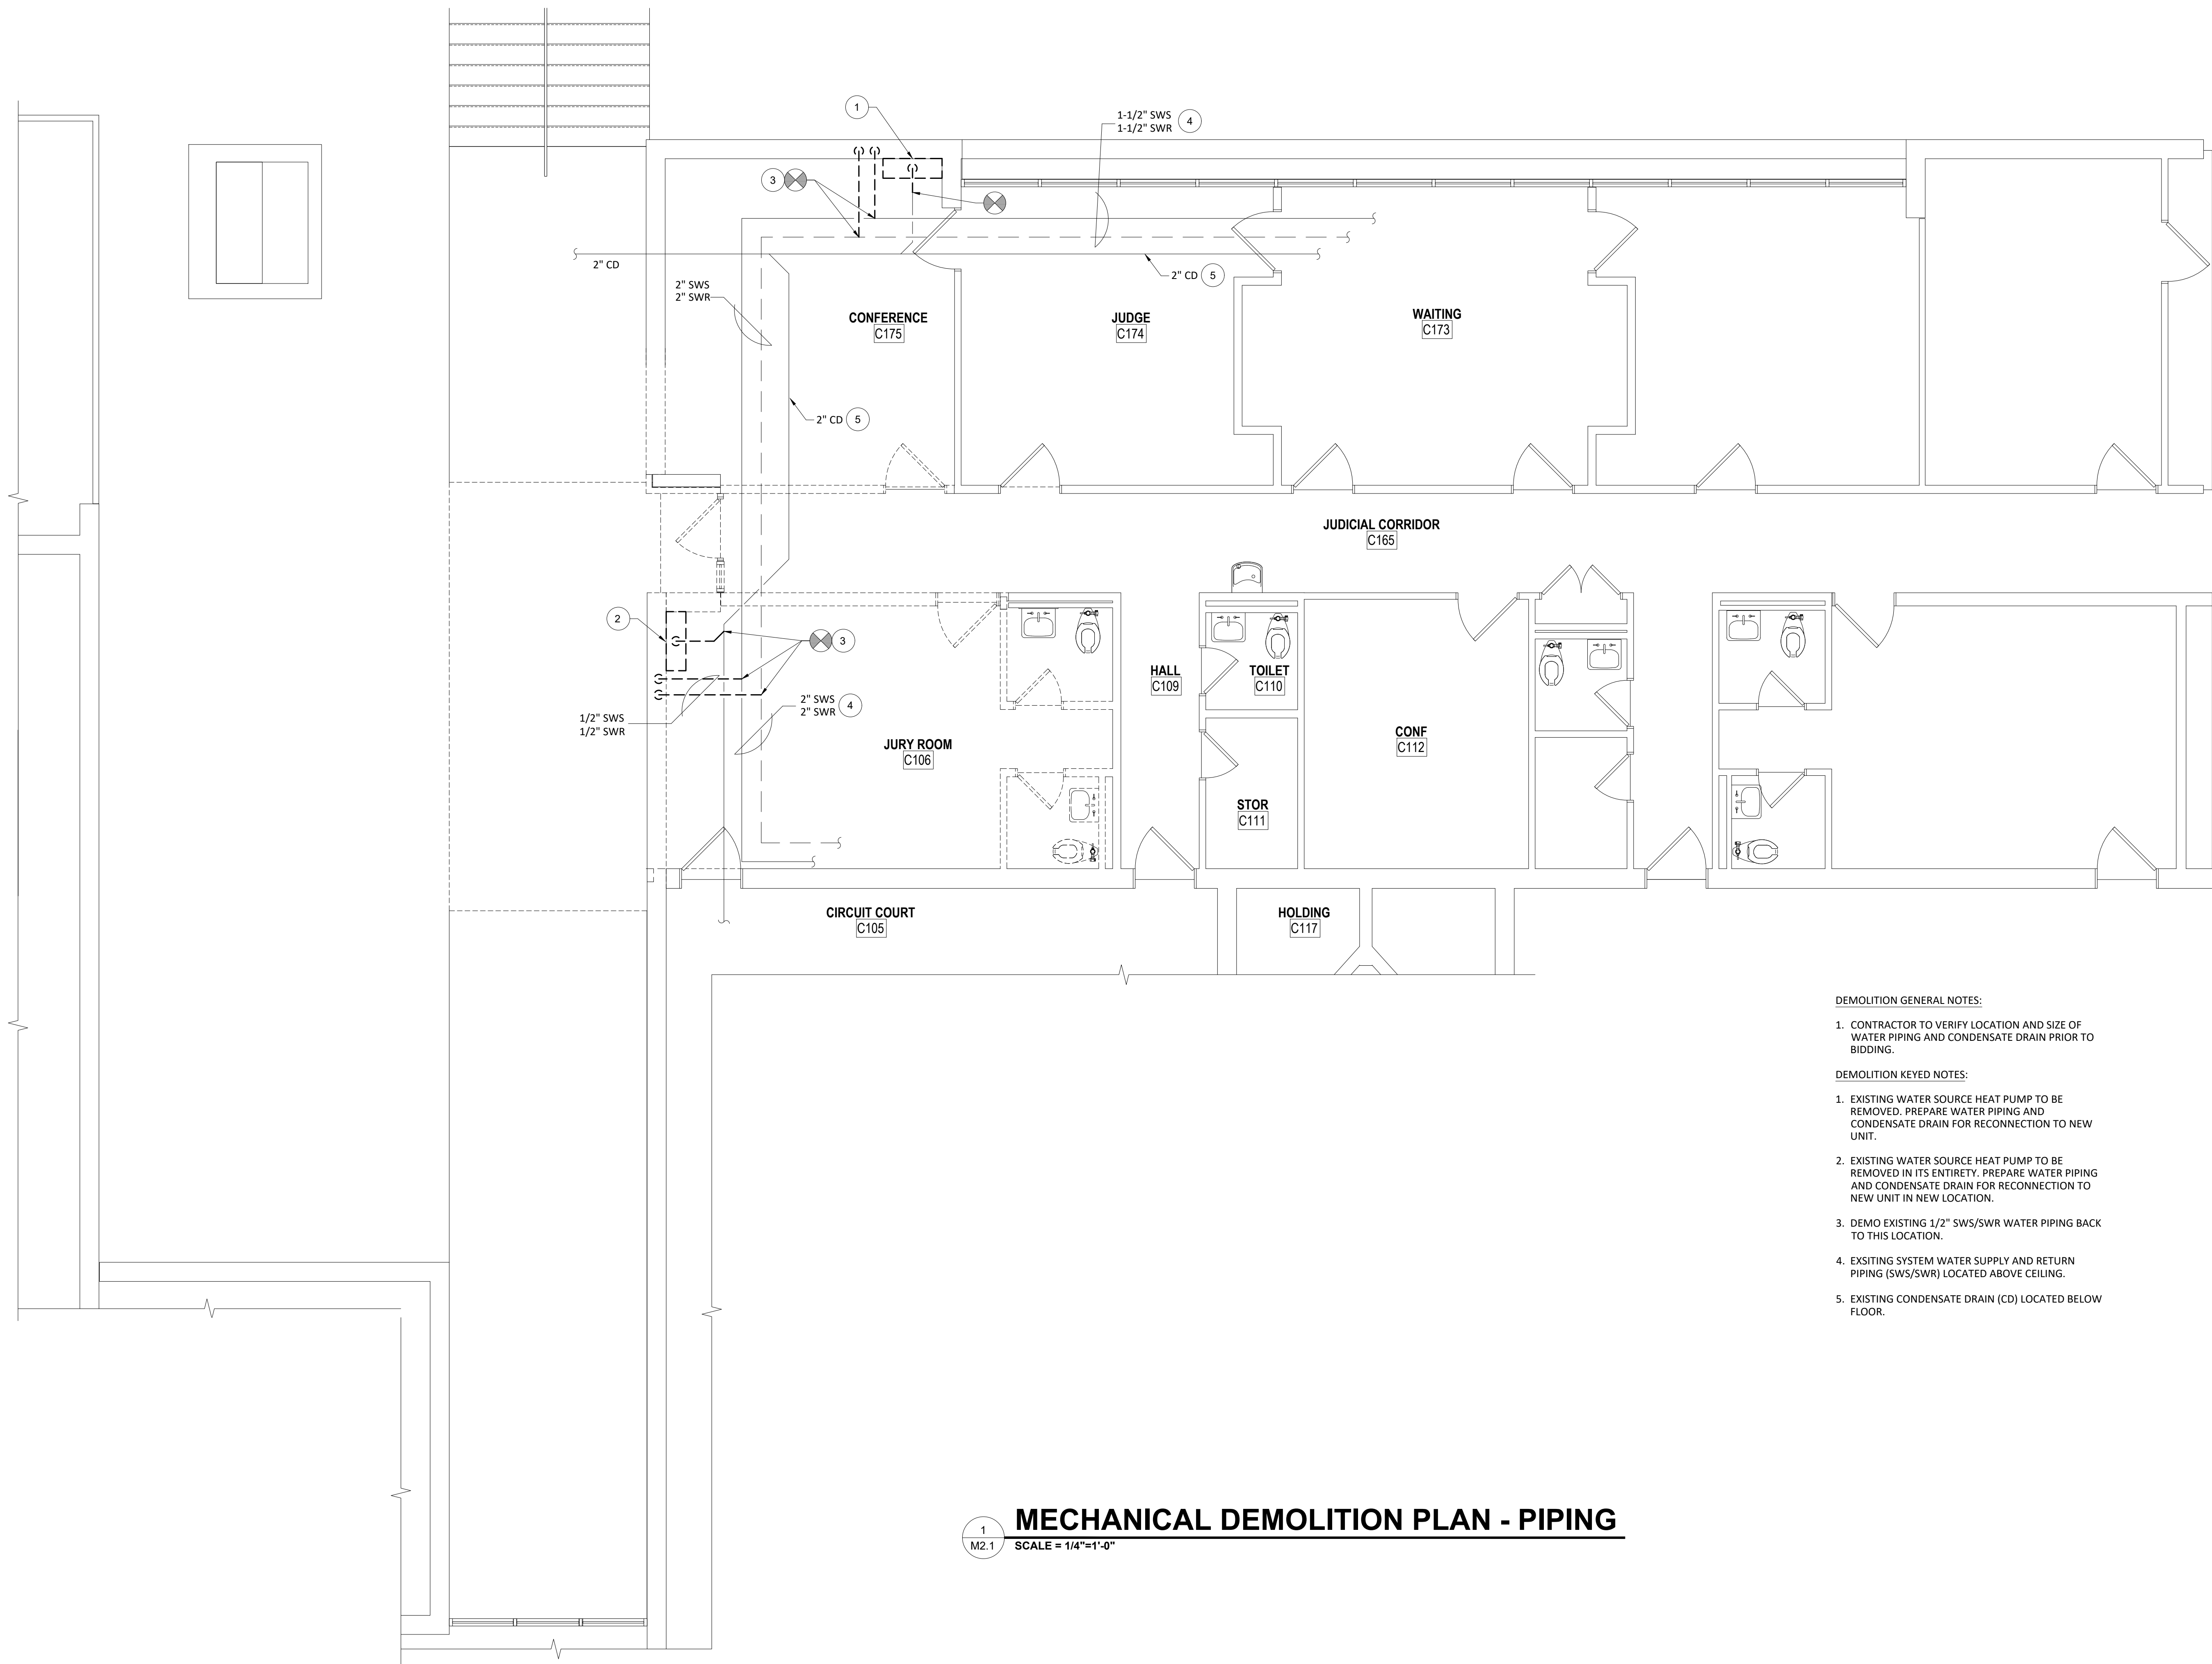 1
1-1/2" SWS
1-1/2" SWR
4
3
2" CD
2" CD
5
2" SWS
2" SWR
CONFERENCE
C175
JUDGE
C174
WAITING
C173
2" CD
5
JUDICIAL CORRIDOR
C165
2
3
HALL
C109
TOILET
C110
2" SWS
2" SWR
4
1/2" SWS
1/2" SWR
JURY ROOM
C106
CONF
C112
STOR
C111
CIRCUIT COURT
C105
HOLDING
C117
DEMOLITION GENERAL NOTES:
1. CONTRACTOR TO VERIFY LOCATION AND SIZE OF
WATER PIPING AND CONDENSATE DRAIN PRIOR TO
BIDDING.
DEMOLITION KEYED NOTES:
1. EXISTING WATER SOURCE HEAT PUMP TO BE
REMOVED. PREPARE WATER PIPING AND
CONDENSATE DRAIN FOR RECONNECTION TO NEW
UNIT.
2. EXISTING WATER SOURCE HEAT PUMP TO BE
REMOVED IN ITS ENTIRETY. PREPARE WATER PIPING
AND CONDENSATE DRAIN FOR RECONNECTION TO
NEW UNIT IN NEW LOCATION.
3. DEMO EXISTING 1/2" SWS/SWR WATER PIPING BACK
TO THIS LOCATION.
4. EXSITING SYSTEM WATER SUPPLY AND RETURN
PIPING (SWS/SWR) LOCATED ABOVE CEILING.
5. EXISTING CONDENSATE DRAIN (CD) LOCATED BELOW
FLOOR.
1
M2.1
MECHANICAL DEMOLITION PLAN - PIPING
SCALE = 1/4"=1'-0"